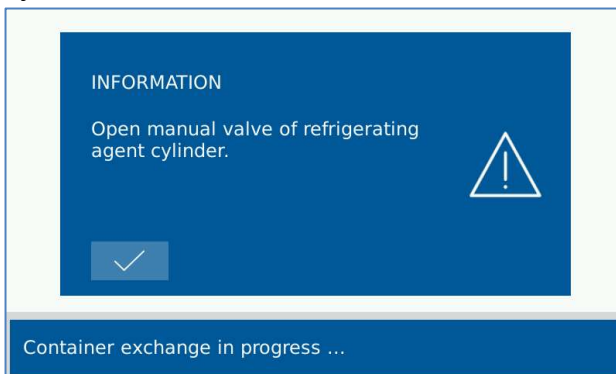 INFORMATION
Open manual valve of refrigerating
agent cylinder.
Container exchange in progress ...